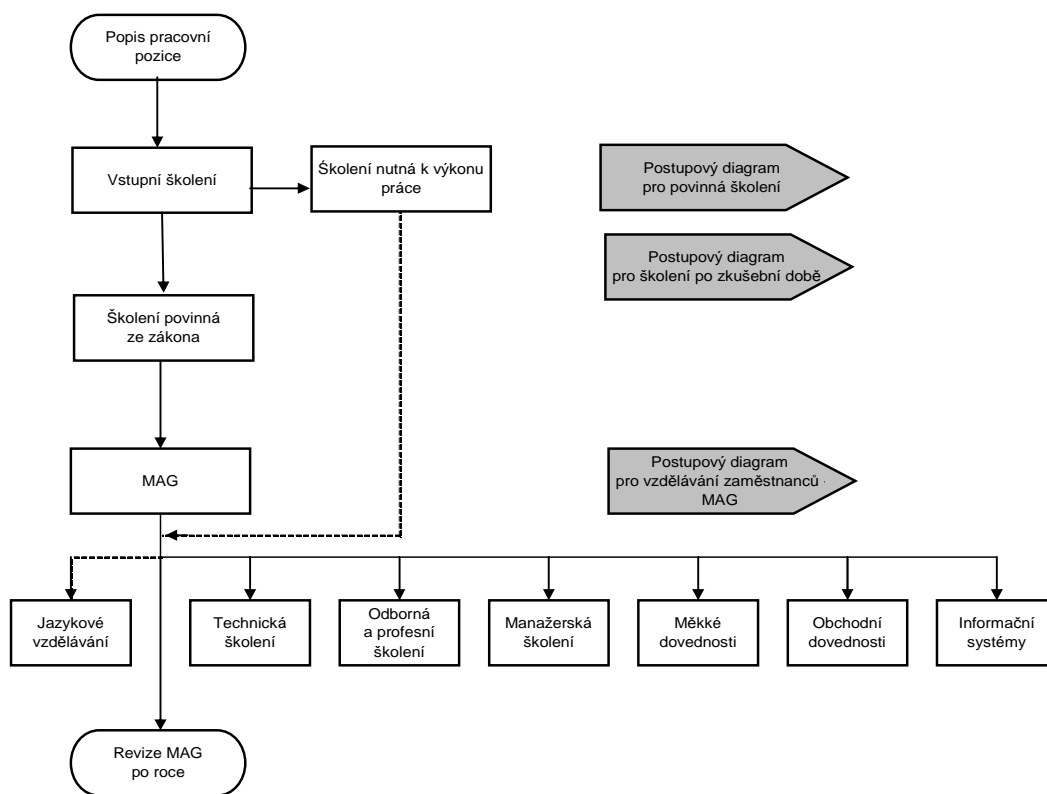 Popis pracovní
pozice
Vstupní školení
Školení nutná k výkonu
práce
Postupový diagram
pro povinná školení
Postupový diagram
pro školení po zkušební době
Školení povinná
ze zákona
MAG
Postupový diagram
pro vzdělávání zaměstnanců -
MAG
Jazykové
vzdělávání
Technická
školení
Odborná
a profesní
školení
Manažerská
školení
Měkké
dovednosti
Obchodní
dovednosti
Informační
systémy
Revize MAG
po roce